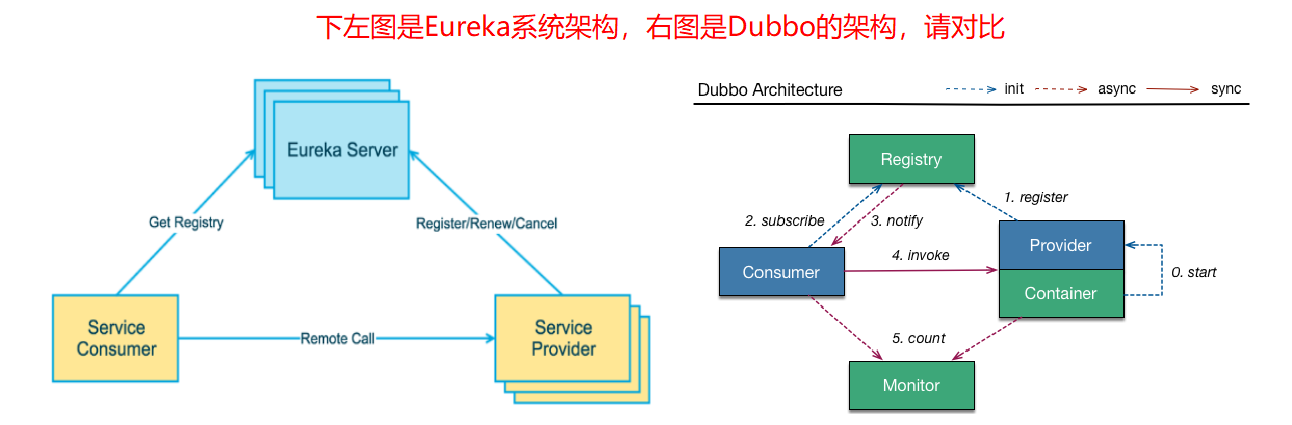 下左图是Eureka系统架构，右图是Dubbo的架构，请对比
Eureka Server
Get Registry
Register/Renew/Cancel
Service
Consumer
Remote Call
Service
Provider
Dubbo Architecture
init
async
sync
Registry
1. register
2. subscribe
3. notify
Consumer
4. invoke
Provider
Container
0. start
5. count
Monitor